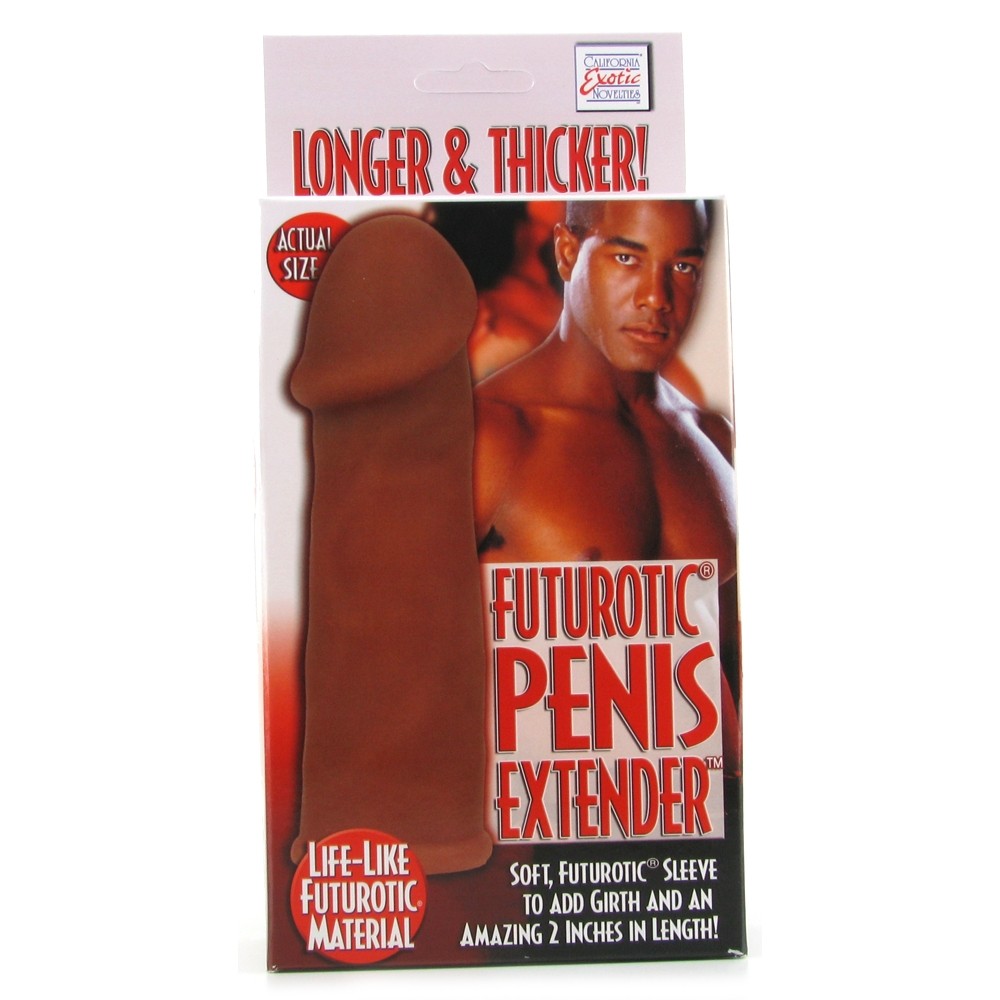 CALIFORNIA
Exotic
NOVELTIES
LONGER & THICKER!
ACTUAL
SIZE
FUTUROTIC®
PENIS
EXTENDER™
LIFE-LIKE
FUTUROTIC®
MATERIAL
SOFT, FUTUROTIC® SLEEVE
TO ADD GIRTH AND AN
AMAZING 2 INCHES IN LENGTH!